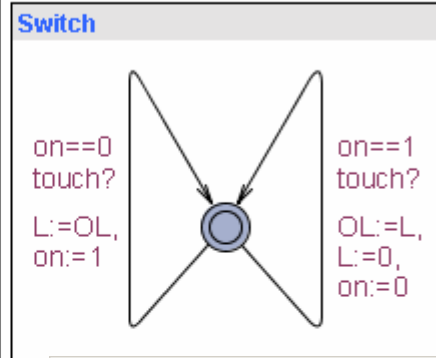 Switch
on==0
touch?
L:=OL,
on:=1
on==1
touch?
OL:=L,
L:=0,
on:=0